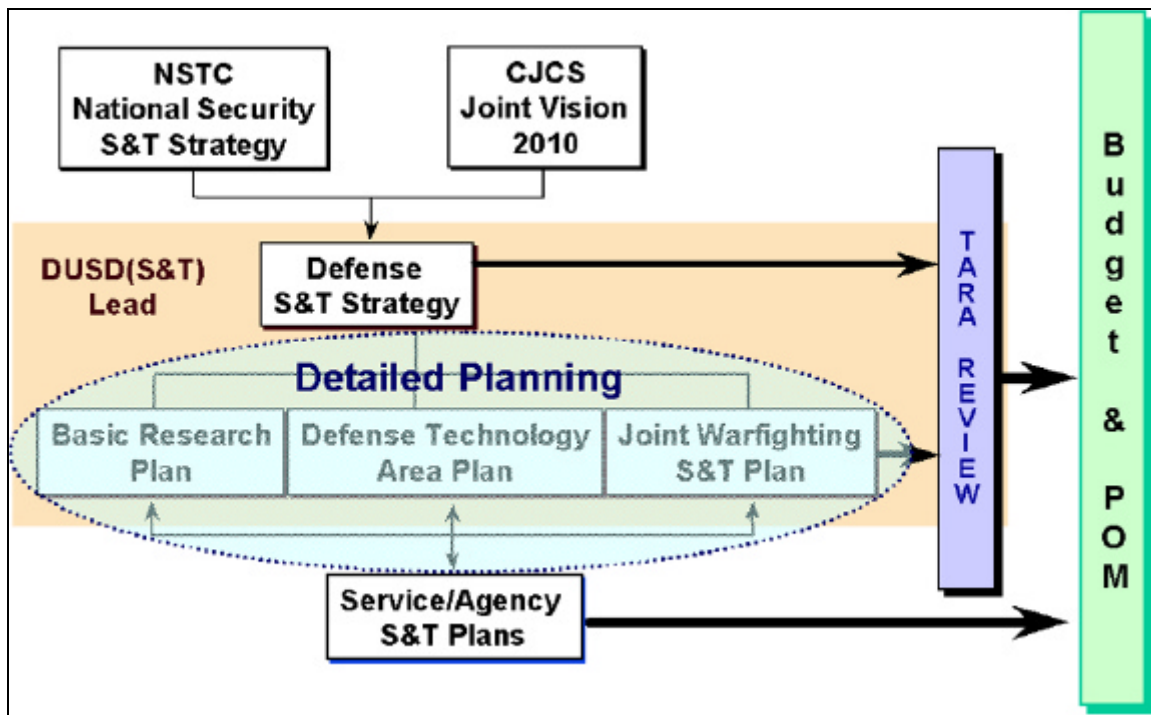 NSTC
National Security
S&T Strategy
CJCS
Joint Vision
2010
DUSD(S&T)
Lead
Defense
S&T Strategy
Detailed Planning
Basic Research
Plan
Defense Technology
Area Plan
Joint Warfighting
S&T Plan
Service/Agency
S&T Plans
TARA REVIEW
Budget & POM